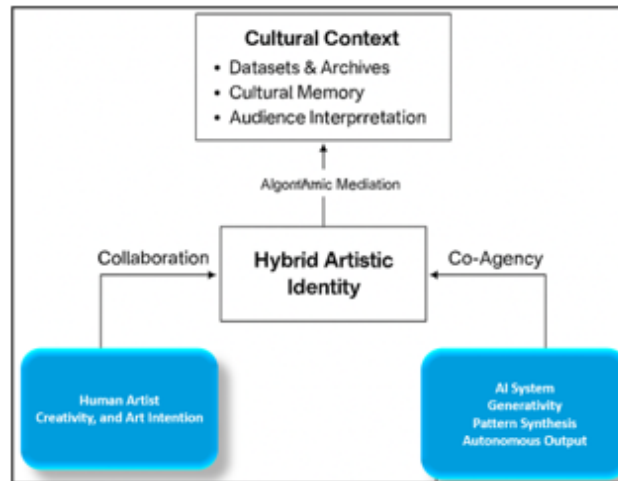 Cultural Context
• Datasets & Archives
• Cultural Memory
• Audience Interprretation
AlgontAmic Mediation
Collaboration
Hybrid Artistic
Identity
Co-Agency
Human Artist
Creativity, and Art Intention
AI System
Generativity
Pattern Synthesis
Autonomous Output